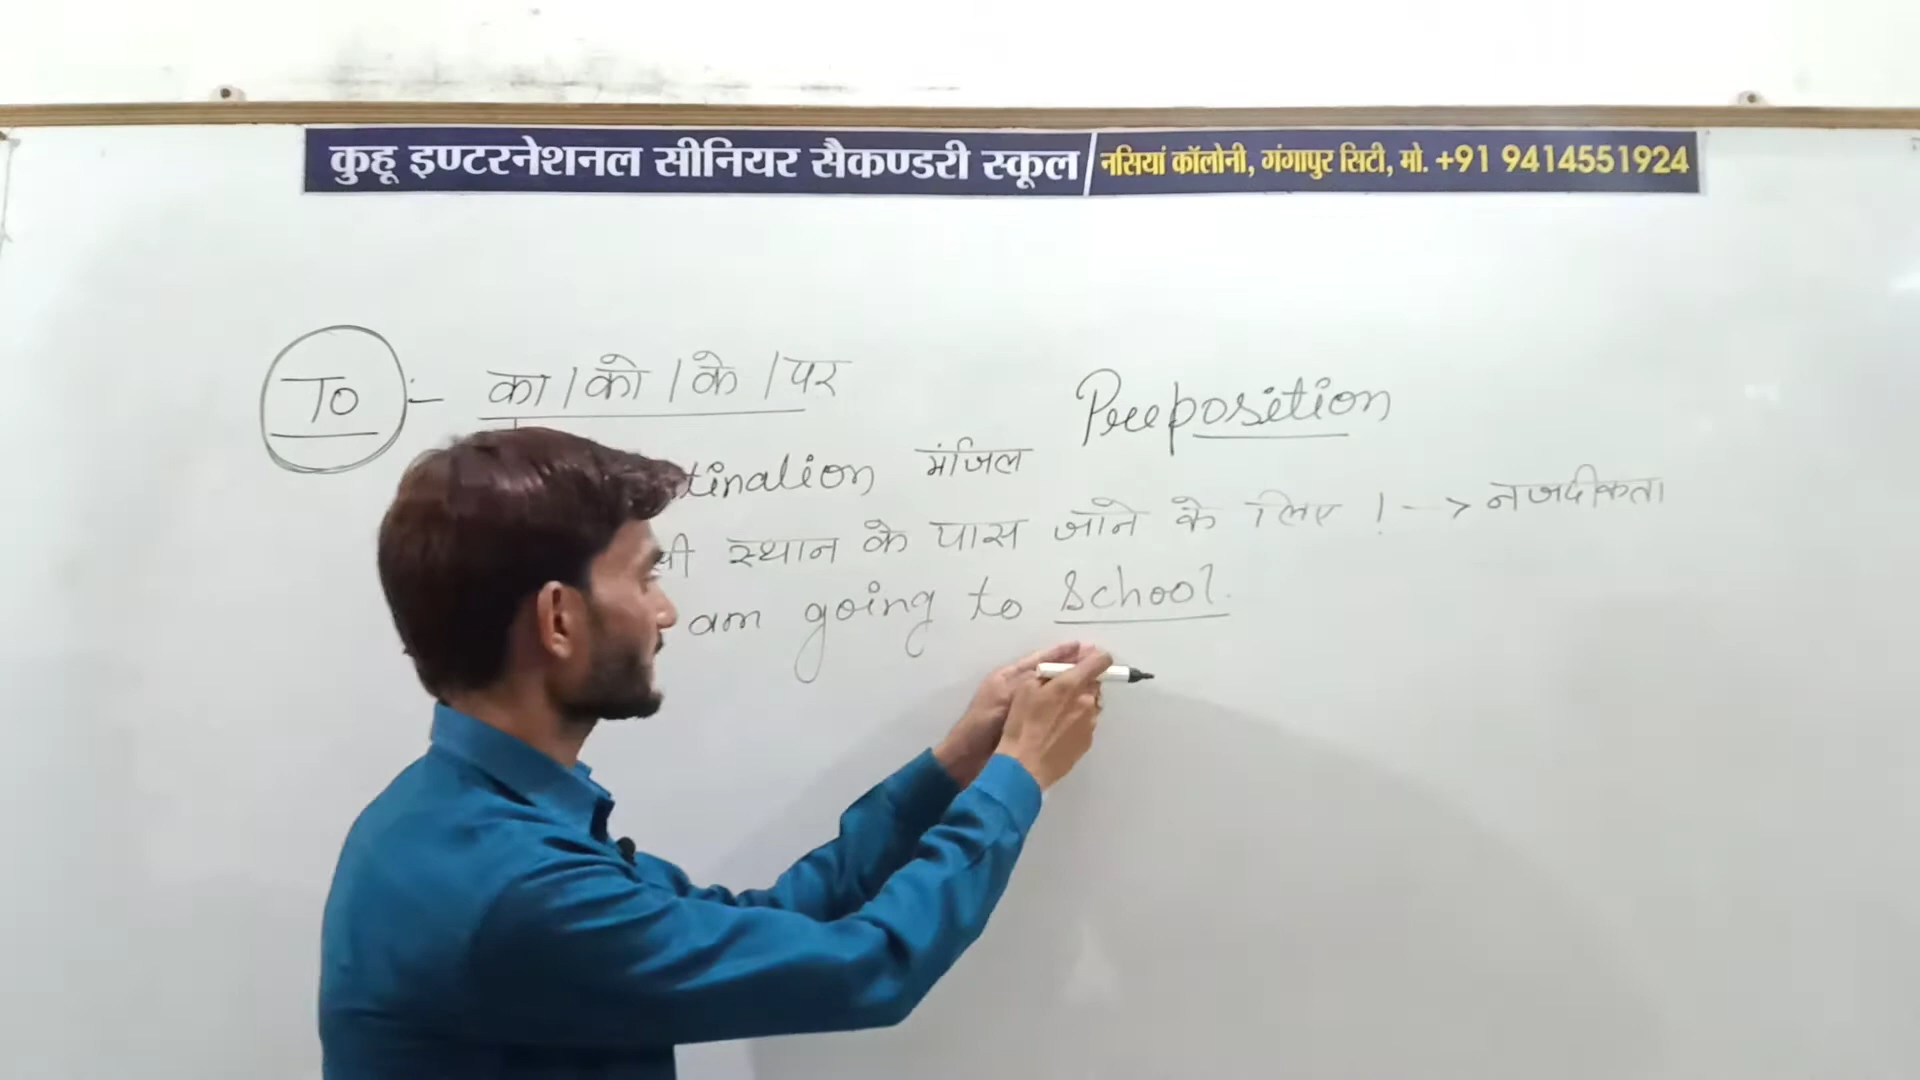 कुहू इण्टरनेशनल सीनियर सैकण्डरी स्कूल / नसियां कॉलोनी, गंगापुर सिटी, मो. +91 9414551924
To :- का / को / के / पर
Preposition
tination मंजिल
स्थान के पास जाने के लिए ! -> नजदीकता
am going to School.